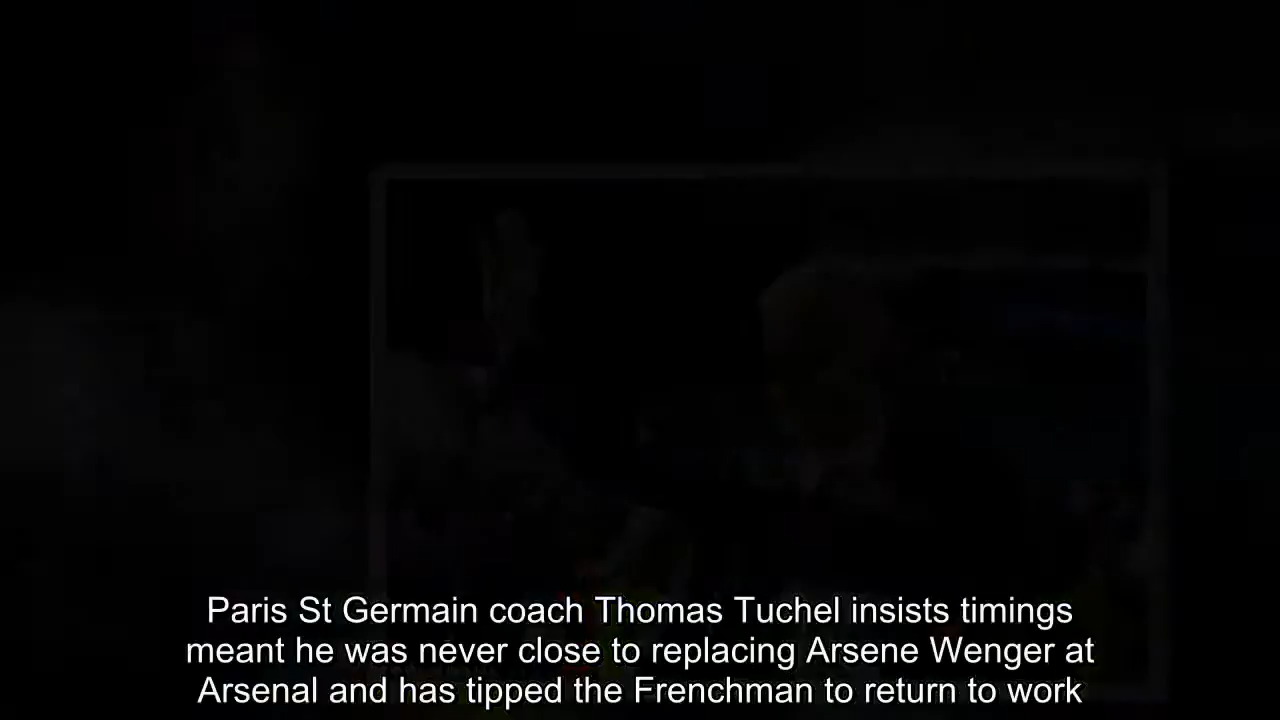 Paris St Germain coach Thomas Tuchel insists timings
meant he was never close to replacing Arsene Wenger at
Arsenal and has tipped the Frenchman to return to work